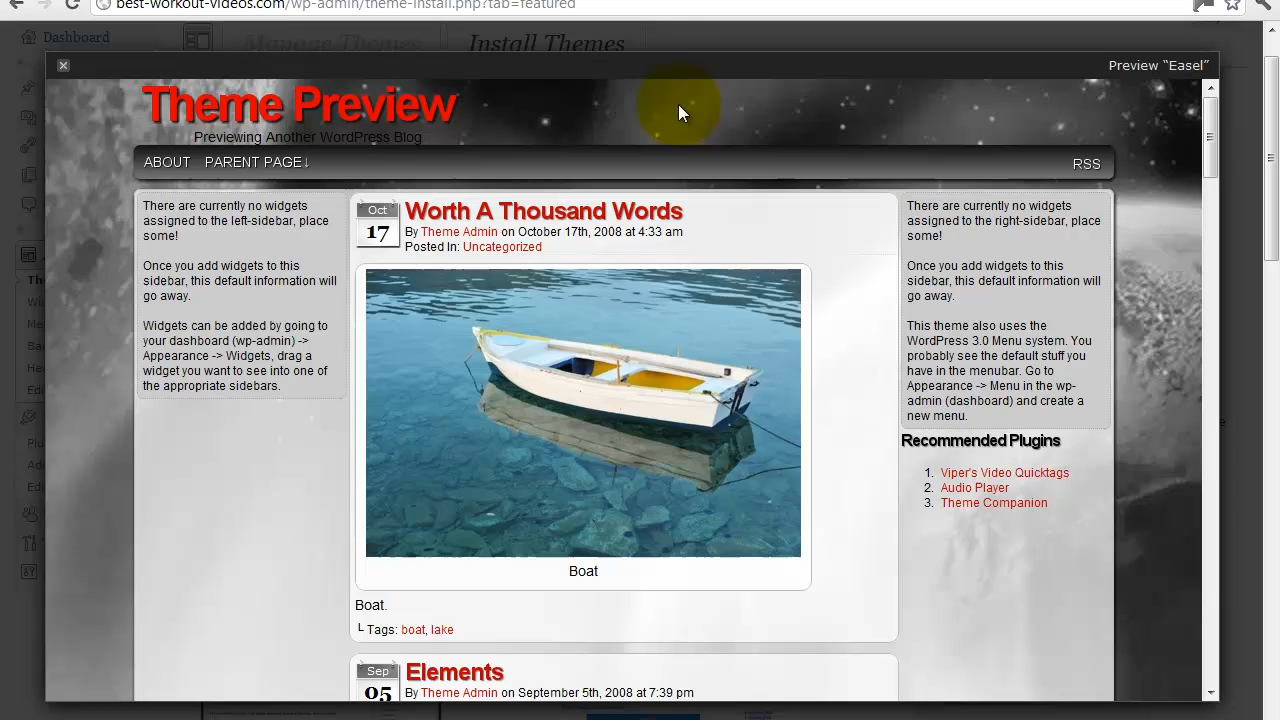 best-workout-videos.com/wp-admin/theme-install.php?tab=featured
Dashboard
Manage Themes
Install Themes
Preview “Easel”
Theme Preview
Previewing Another WordPress Blog
ABOUT PARENT PAGE↓
RSS
There are currently no widgets
assigned to the left-sidebar, place
some!
Once you add widgets to this
sidebar, this default information will
go away.
Widgets can be added by going to
your dashboard (wp-admin) ->
Appearance -> Widgets, drag a
widget you want to see into one of
the appropriate sidebars.
Oct
17
Worth A Thousand Words
By Theme Admin on October 17th, 2008 at 4:33 am
Posted In: Uncategorized
Boat
Boat.
└ Tags: boat, lake
Sep
05
Elements
By Theme Admin on September 5th, 2008 at 7:39 pm
There are currently no widgets
assigned to the right-sidebar, place
some!
Once you add widgets to this
sidebar, this default information will
go away.
This theme also uses the
WordPress 3.0 Menu system. You
probably see the default stuff you
have in the menubar. Go to
Appearance -> Menu in the wp-
admin (dashboard) and create a
new menu.
Recommended Plugins
1. Viper's Video Quicktags
2. Audio Player
3. Theme Companion